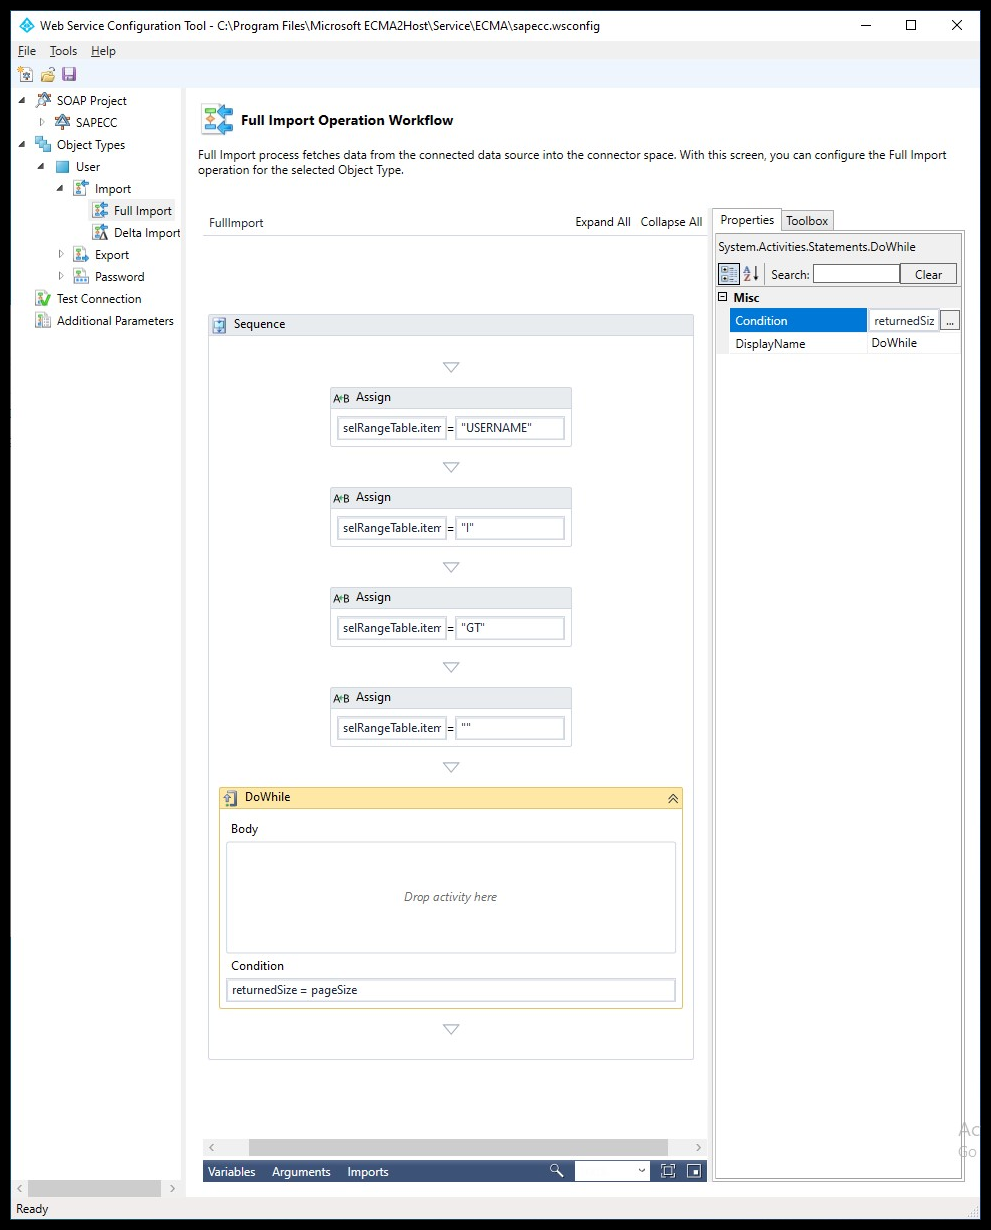 Web Service Configuration Tool - C:\Program Files\Microsoft ECMA2Host\Service\ECMA\sapecc.wsconfig
File Tools Help
SOAP Project
SAPECC
Object Types
User
Import
Full Import
Delta Import
Export
Password
Test Connection
Additional Parameters
Full Import Operation Workflow
Full Import process fetches data from the connected data source into the connector space. With this screen, you can configure the Full Import
operation for the selected Object Type.
FullImport Expand All Collapse All
Sequence
A+B Assign
selRangeTable.item = "USERNAME"
A+B Assign
selRangeTable.item = "I"
A+B Assign
selRangeTable.item = "GT"
A+B Assign
selRangeTable.item = ""
DoWhile
Body
Drop activity here
Condition
returnedSize = pageSize
Variables Arguments Imports
Properties Toolbox
System.Activities.Statements.DoWhile
Search: Clear
Misc
Condition returnedSiz ...
DisplayName DoWhile
Ac
Go
Ready